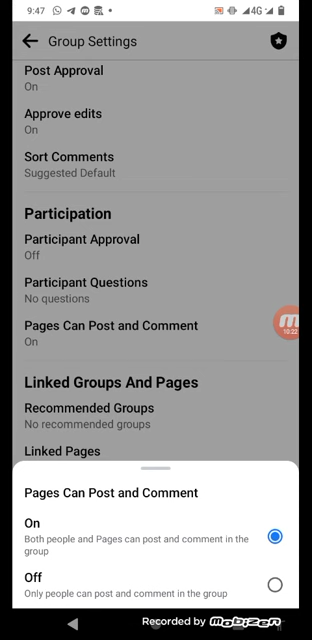 9:47
4G
Group Settings
Post Approval
On
Approve edits
On
Sort Comments
Suggested Default
Participation
Participant Approval
Off
Participant Questions
No questions
Pages Can Post and Comment
On
10:22
Linked Groups And Pages
Recommended Groups
No recommended groups
Linked Pages
Pages Can Post and Comment
On
Both people and Pages can post and comment in the
group
Off
Only people can post and comment in the group
Recorded by Mobizen